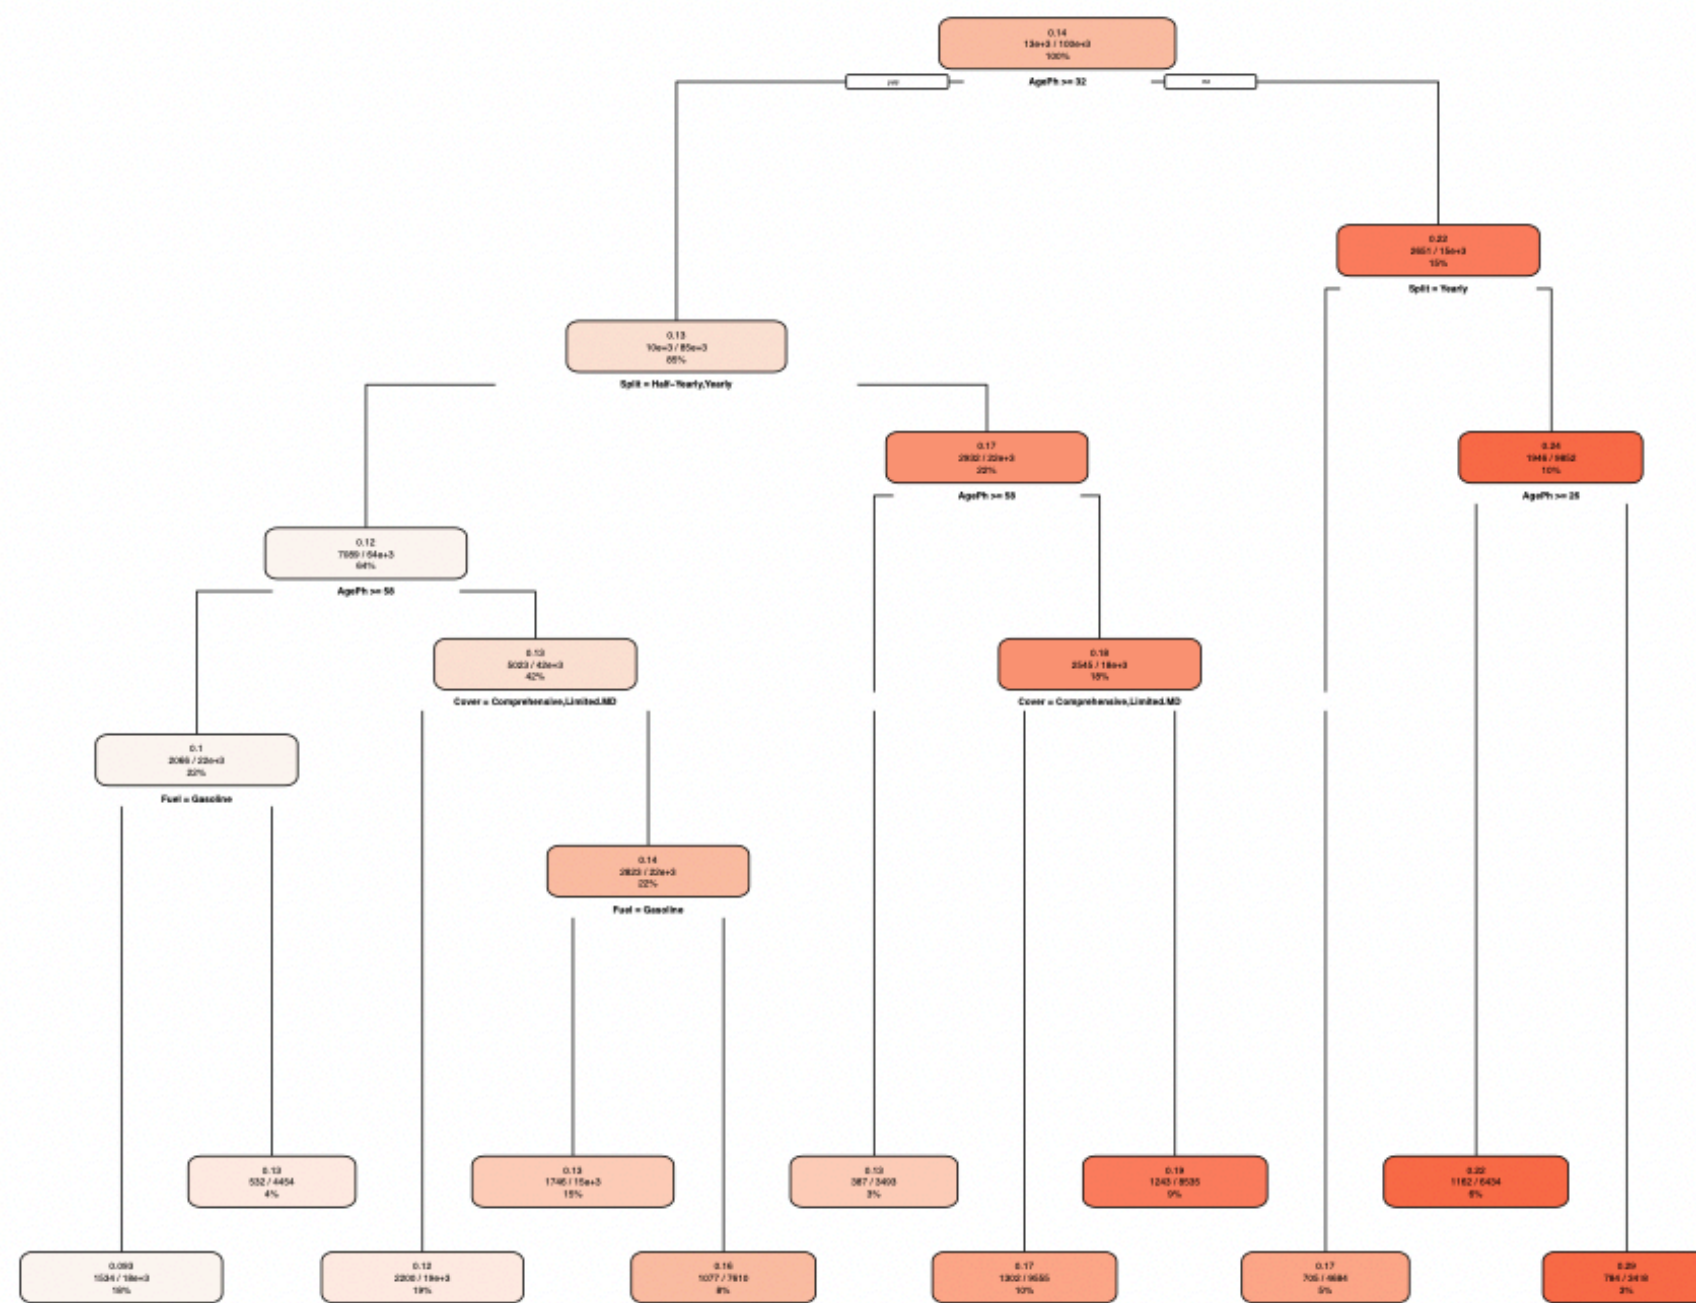 0.14
13e+3 / 100e+3
100%
yes
AgePh >= 32
no
0.22
2651 / 15e+3
15%
Split = Yearly
0.13
10e+3 / 85e+3
85%
Split = Half-Yearly,Yearly
0.17
2932 / 22e+3
22%
AgePh >= 58
0.24
1946 / 9852
10%
AgePh >= 26
0.12
7089 / 64e+3
64%
AgePh >= 58
0.13
5023 / 42e+3
42%
Cover = Comprehensive,Limited.MD
0.18
2545 / 18e+3
18%
Cover = Comprehensive,Limited.MD
0.1
2066 / 22e+3
22%
Fuel = Gasoline
0.14
2823 / 22e+3
22%
Fuel = Gasoline
0.13
532 / 4454
4%
0.13
1746 / 15e+3
15%
0.13
387 / 3493
3%
0.19
1243 / 8535
9%
0.22
1162 / 6434
6%
0.093
1534 / 18e+3
18%
0.12
2200 / 19e+3
19%
0.16
1077 / 7610
8%
0.17
1302 / 9555
10%
0.17
705 / 4684
5%
0.29
784 / 3418
3%